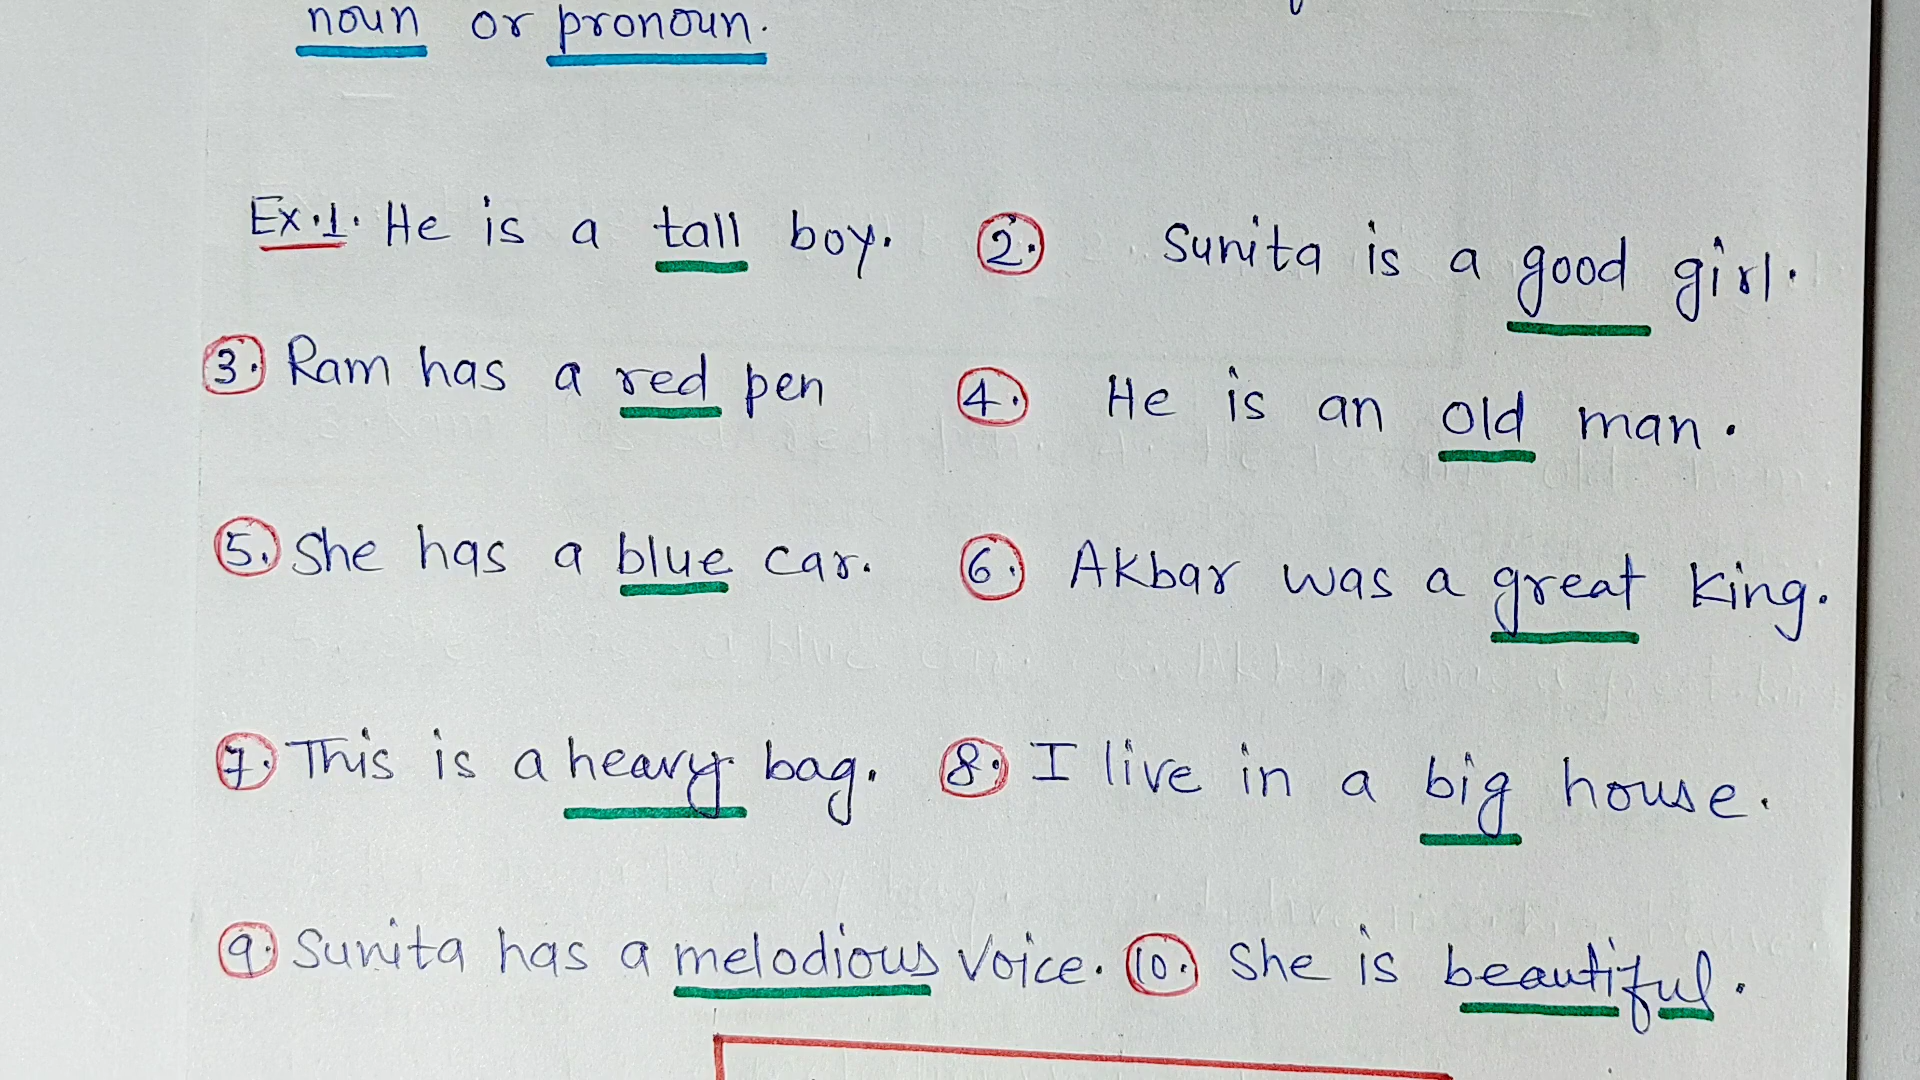 noun or pronoun.
Ex.1. He is a tall boy. 2. Sunita is a good girl.
3. Ram has a red pen 4. He is an old man.
5. She has a blue car. 6. Akbar was a great king.
7. This is a heavy bag. 8. I live in a big house.
9. Sunita has a melodious voice. 10. She is beautiful.